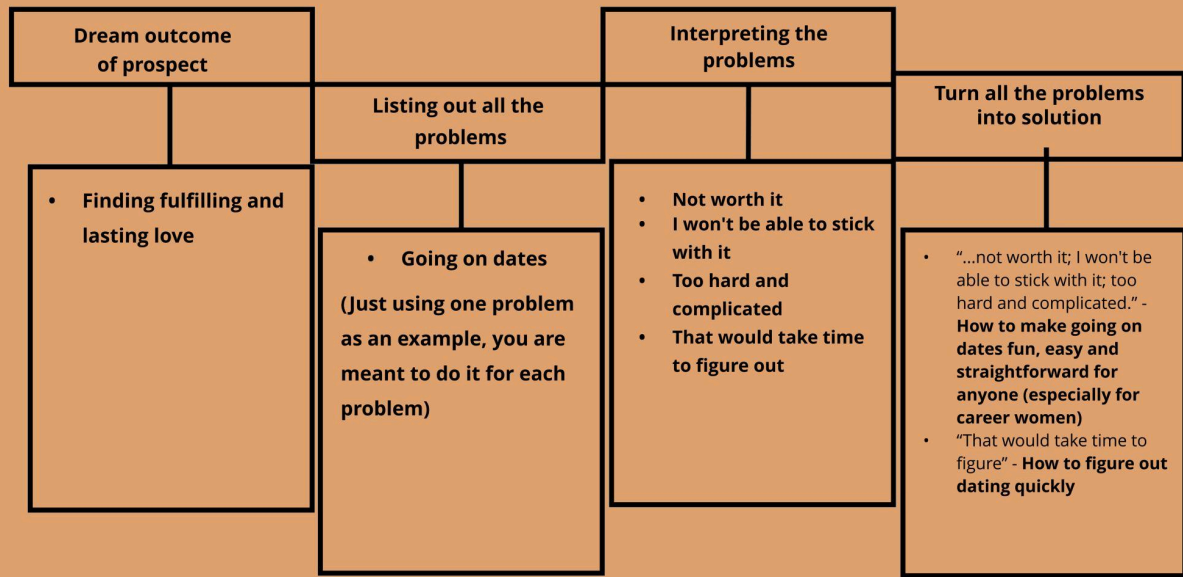 Dream outcome
of prospect
• Finding fulfilling and
lasting love
Listing out all the
problems
• Going on dates
(Just using one problem
as an example, you are
meant to do it for each
problem)
Interpreting the
problems
• Not worth it
• I won't be able to stick
with it
• Too hard and
complicated
• That would take time
to figure out
Turn all the problems
into solution
• “...not worth it; I won't be
able to stick with it; too
hard and complicated.” -
How to make going on
dates fun, easy and
straightforward for
anyone (especially for
career women)
• “That would take time to
figure” - How to figure out
dating quickly